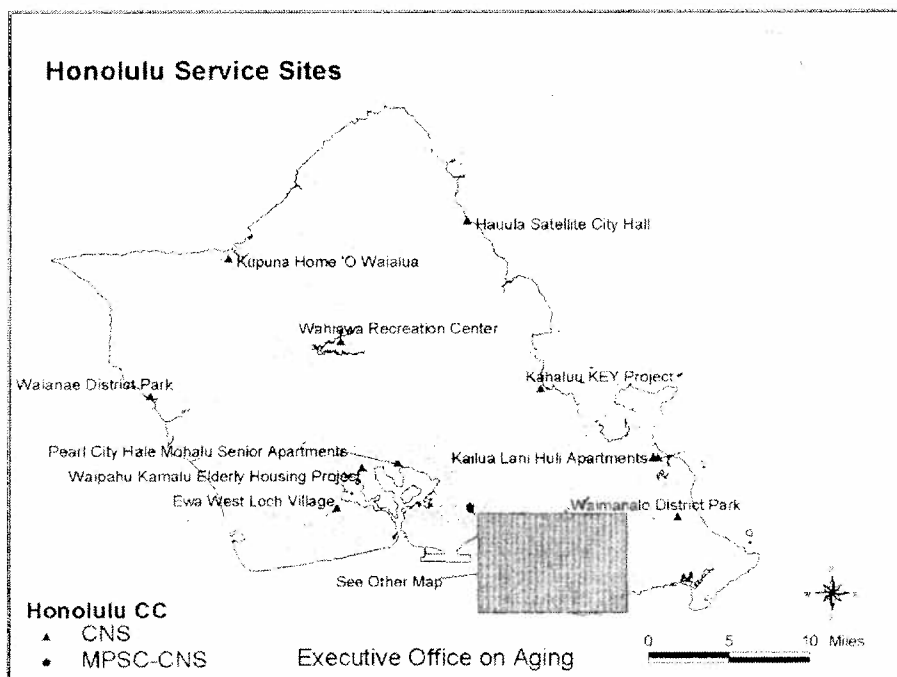 Honolulu Service Sites
Hauula Satellite City Hall
Kupuna Home 'O Waialua
Wahiawa Recreation Center
Kahaluu KEY Project
Waianae District Park
Pearl City Hale Mohalu Senior Apartments
Kailua Lani Huli Apartments
Waipahu Kamalu Elderly Housing Project
Ewa West Loch Village
Waimanalo District Park
See Other Map
Honolulu CC
CNS
MPSC-CNS
Executive Office on Aging
0 5 10 Miles